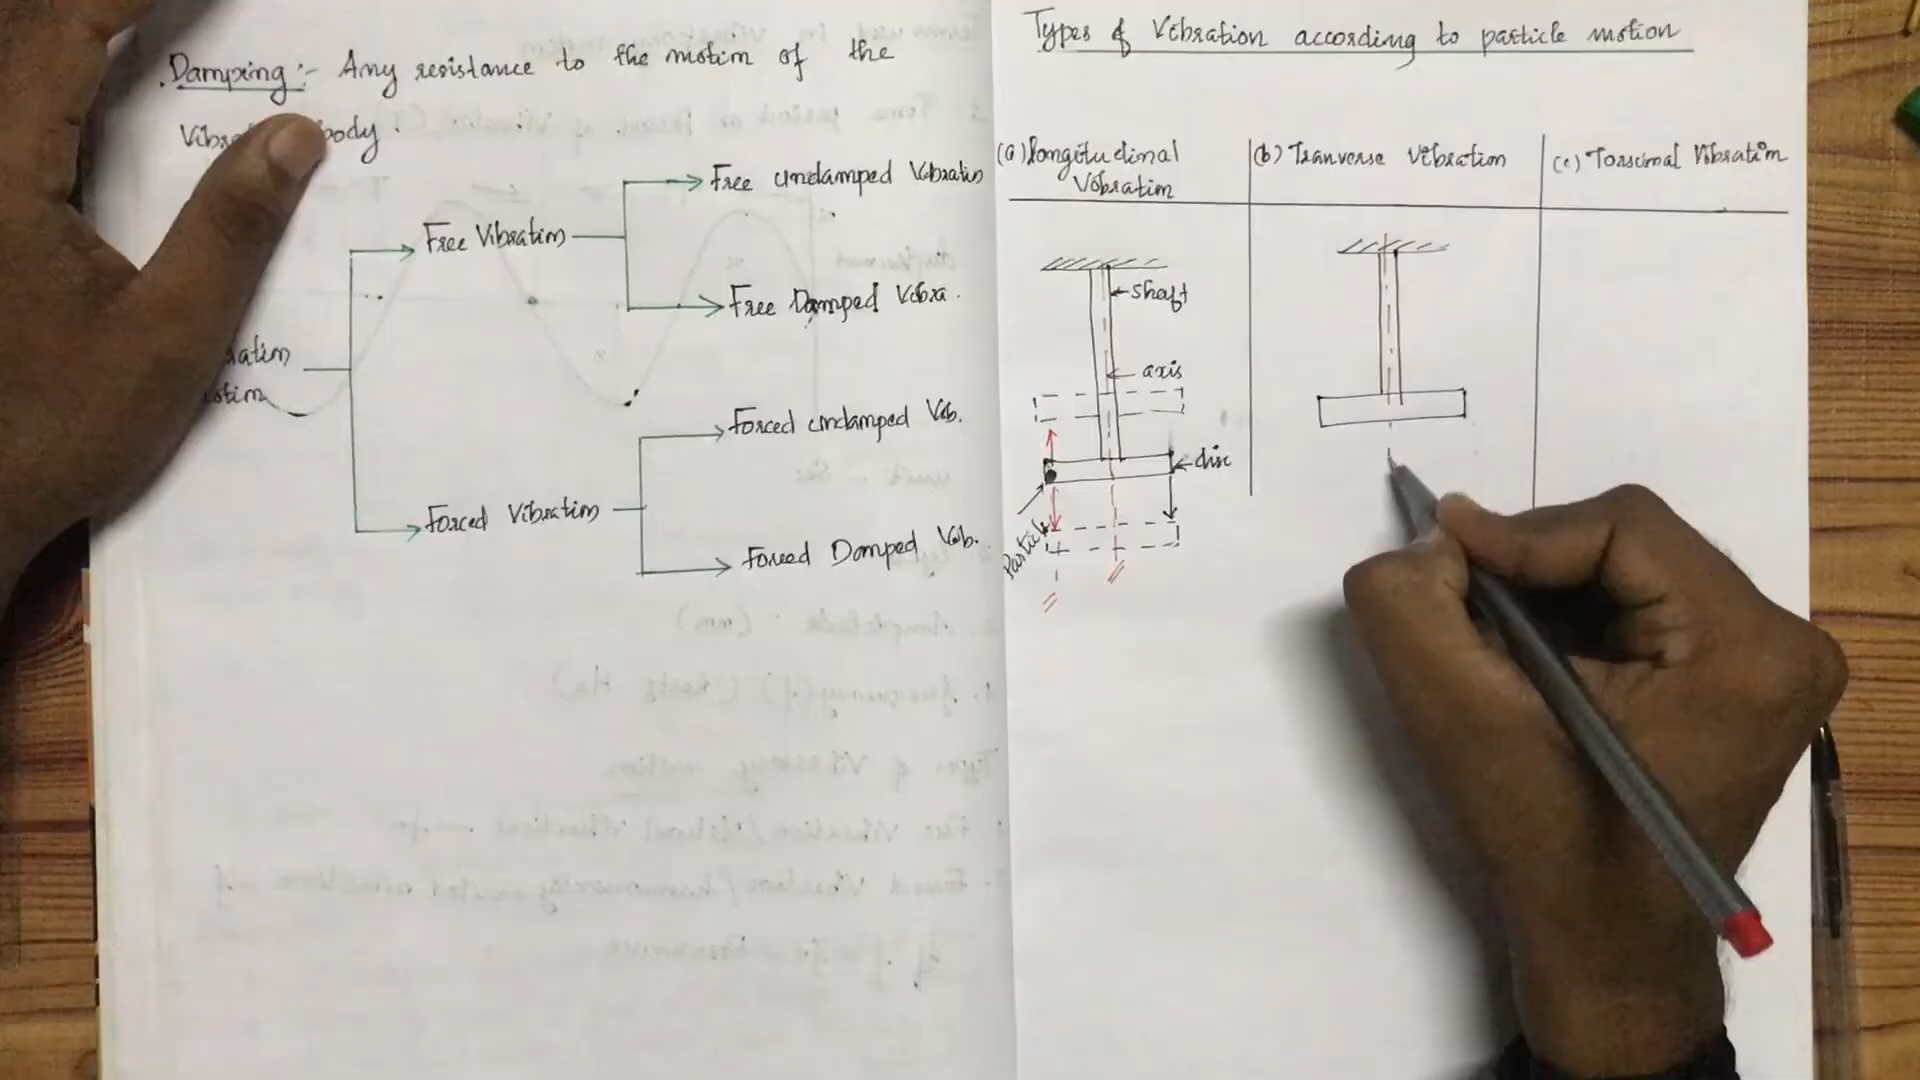 Damping :- Any resistance to the motion of the
body.
Free Vibration
Free Undamped Vibration
Free Damped Vibra.
Forced Vibration
Forced Undamped Vib.
Forced Damped Vib.
Types of Vibration according to particle motion
(a) Longitudinal
Vibration
(b) Tranverse Vibration
(c) Torsional Vibration
shaft
axis
disc
Particle